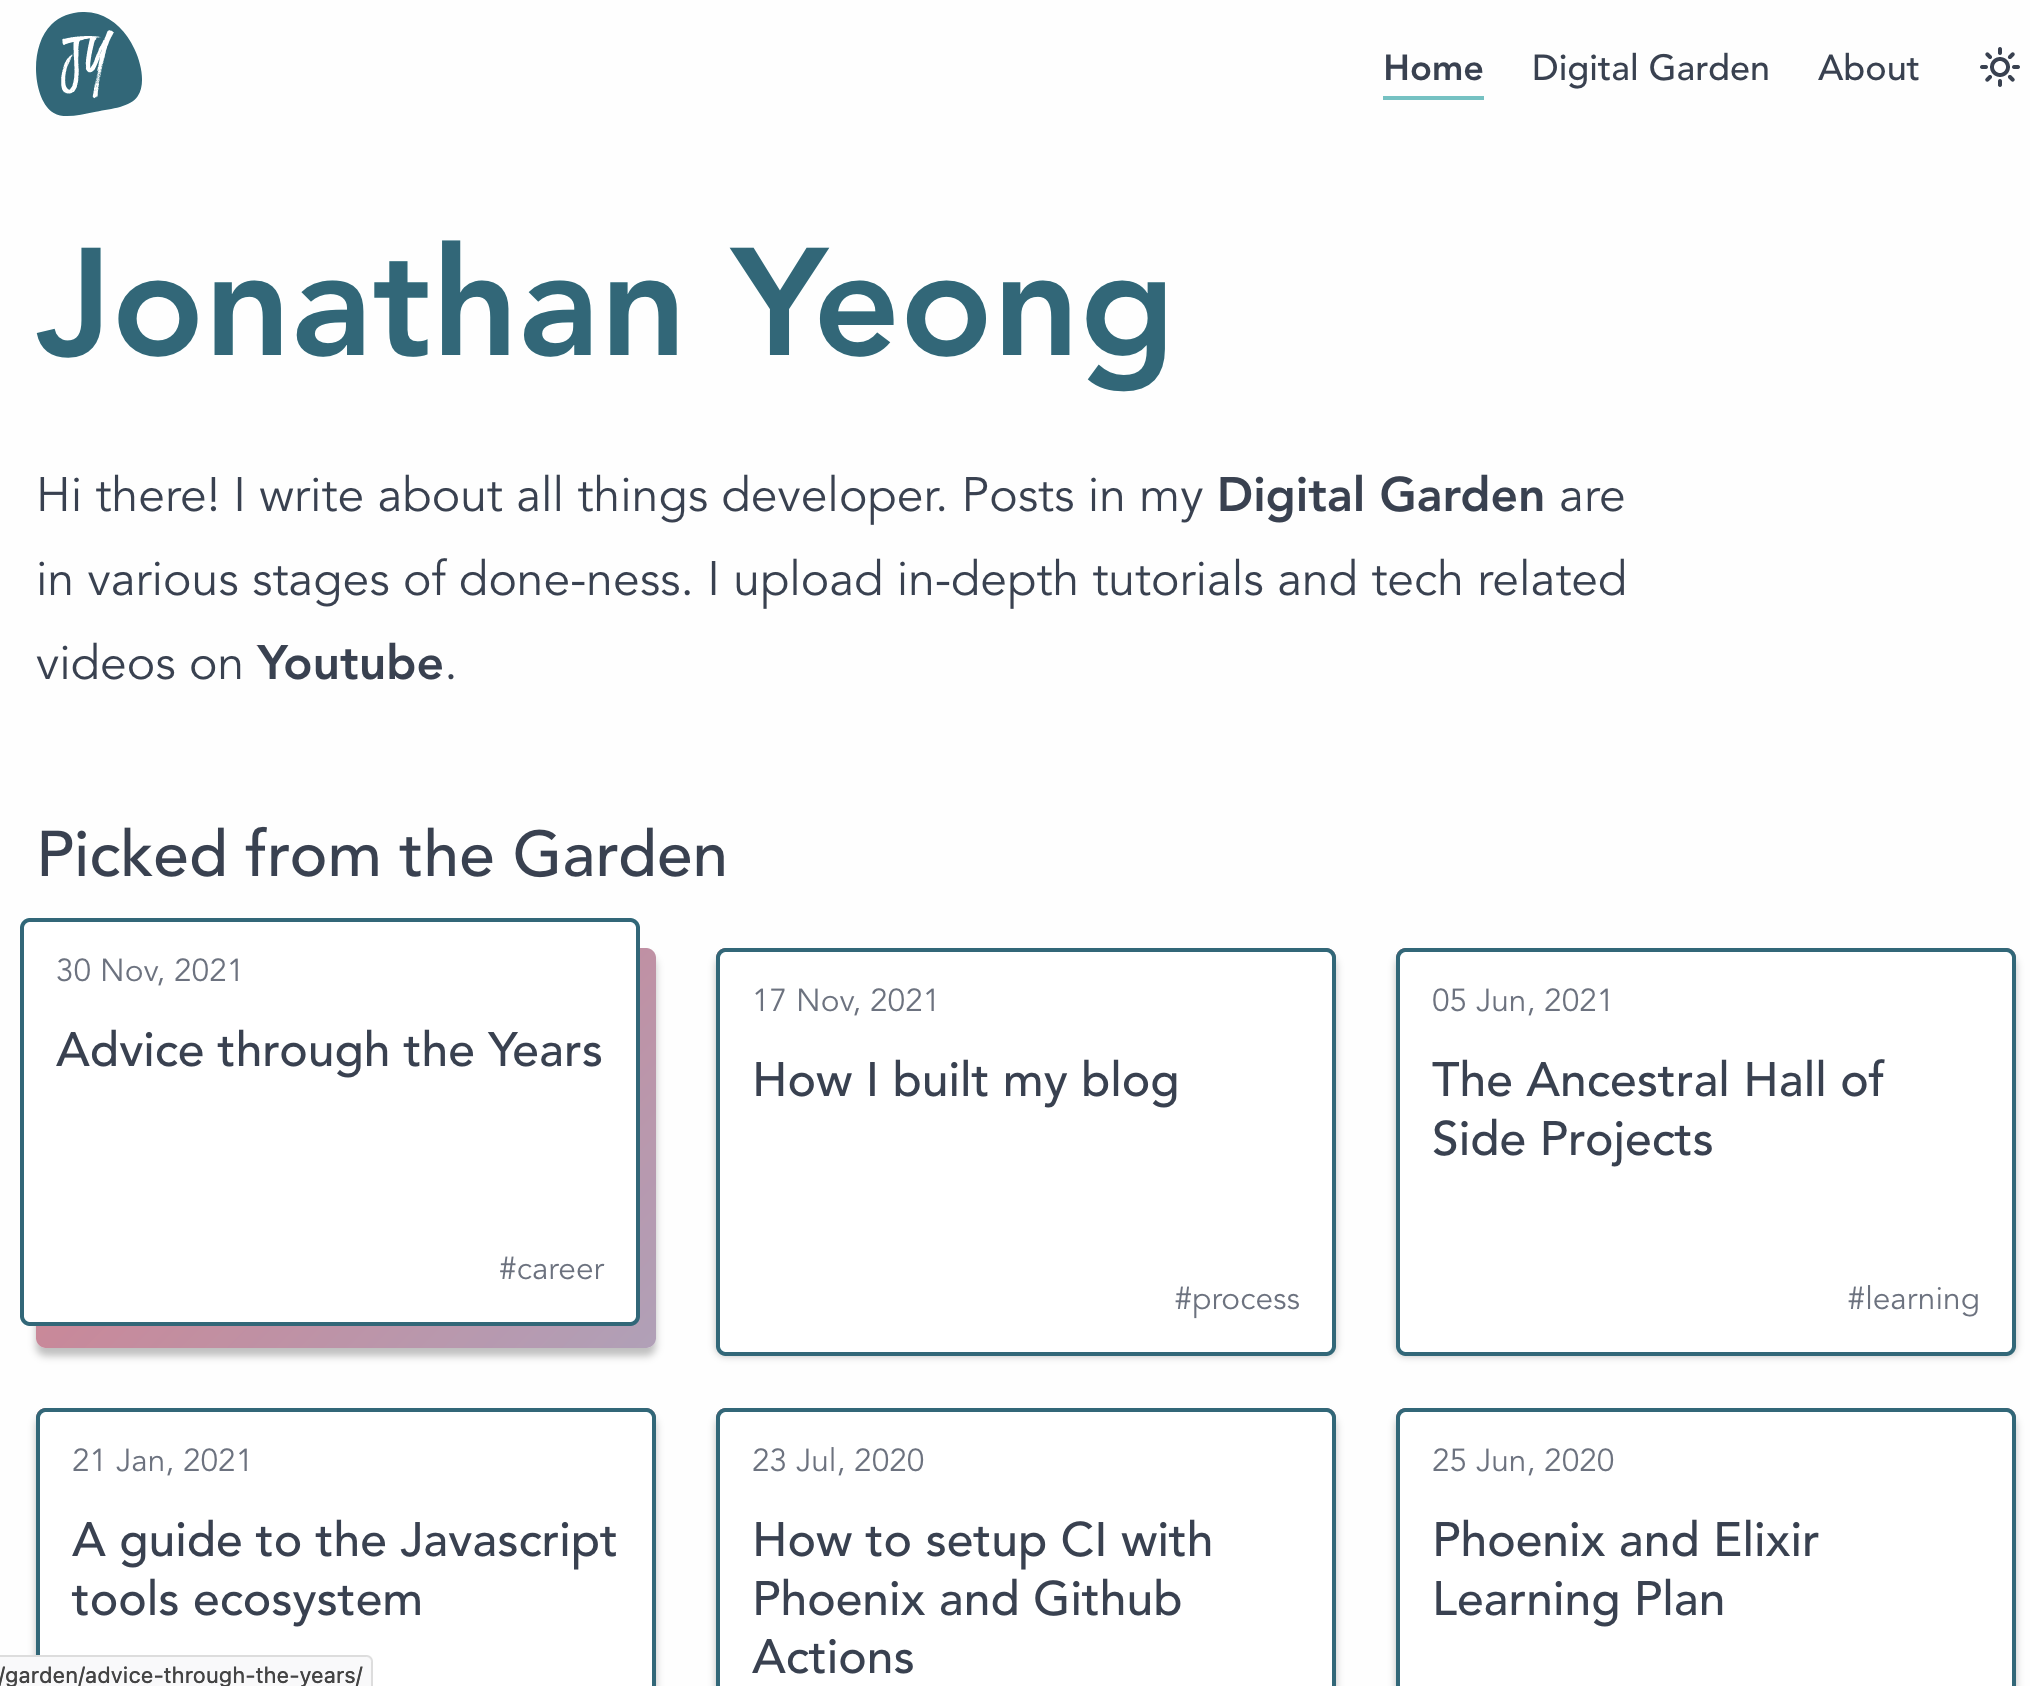 JY
Home Digital Garden About
Jonathan Yeong
Hi there! I write about all things developer. Posts in my Digital Garden are
in various stages of done-ness. I upload in-depth tutorials and tech related
videos on Youtube.
Picked from the Garden
30 Nov, 2021
Advice through the Years
#career
17 Nov, 2021
How I built my blog
#process
05 Jun, 2021
The Ancestral Hall of
Side Projects
#learning
21 Jan, 2021
A guide to the Javascript
tools ecosystem
23 Jul, 2020
How to setup CI with
Phoenix and Github
Actions
25 Jun, 2020
Phoenix and Elixir
Learning Plan
/garden/advice-through-the-years/